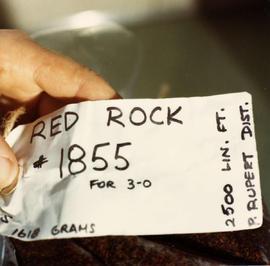 RED ROCK
# 1855
FOR 3-0
1618 GRAMS
2500 LIN. FT.
P. RUPERT DIST.